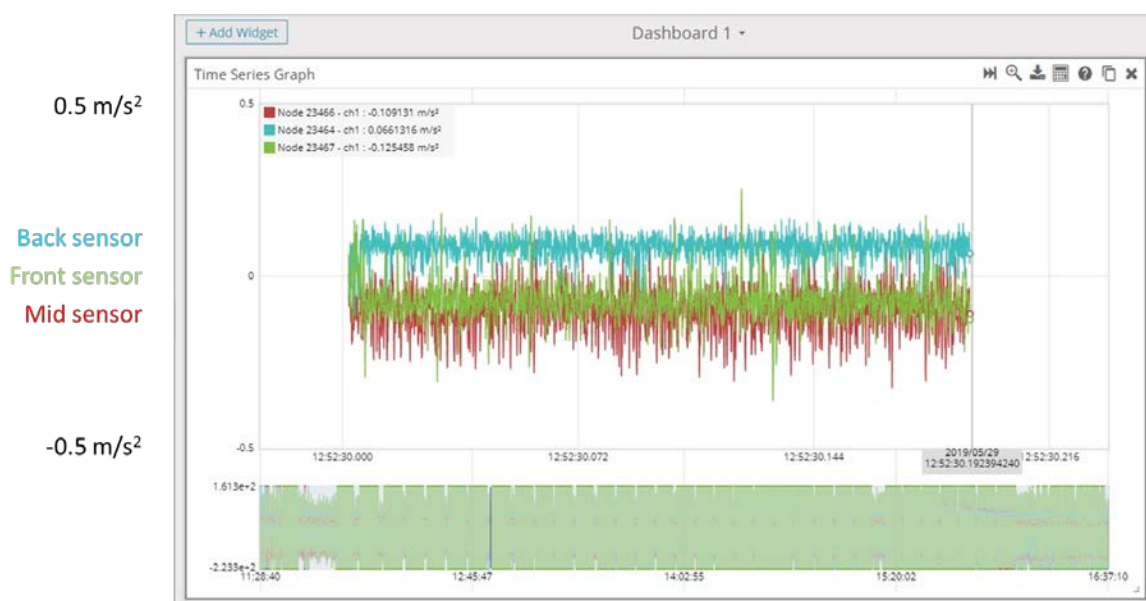 + Add Widget
Dashboard 1
Time Series Graph
0.5 m/s²
0.5
Node 23466 - ch1 : -0.109131 m/s²
Node 23464 - ch1 : 0.0661316 m/s²
Node 23467 - ch1 : -0.125458 m/s²
Back sensor
Front sensor
0
Mid sensor
-0.5 m/s²
-0.5
12:52:30.000
12:52:30.072
12:52:30.144
2019/05/29
12:52:30.192394240
12:52:30.216
1.613e+2
-2.233e+2
11:28:40
12:45:47
14:02:55
15:20:02
16:37:10